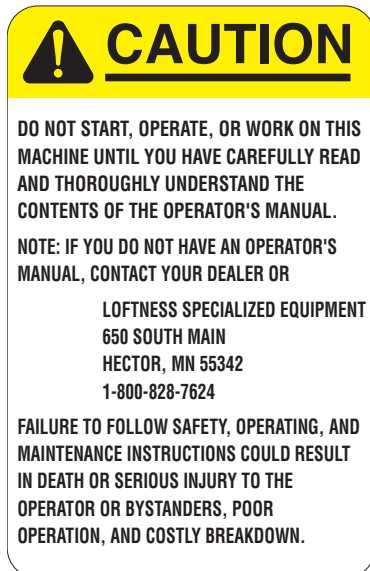 CAUTION
DO NOT START, OPERATE, OR WORK ON THIS
MACHINE UNTIL YOU HAVE CAREFULLY READ
AND THOROUGHLY UNDERSTAND THE
CONTENTS OF THE OPERATOR'S MANUAL.
NOTE: IF YOU DO NOT HAVE AN OPERATOR'S
MANUAL, CONTACT YOUR DEALER OR
LOFTNESS SPECIALIZED EQUIPMENT
650 SOUTH MAIN
HECTOR, MN 55342
1-800-828-7624
FAILURE TO FOLLOW SAFETY, OPERATING, AND
MAINTENANCE INSTRUCTIONS COULD RESULT
IN DEATH OR SERIOUS INJURY TO THE
OPERATOR OR BYSTANDERS, POOR
OPERATION, AND COSTLY BREAKDOWN.